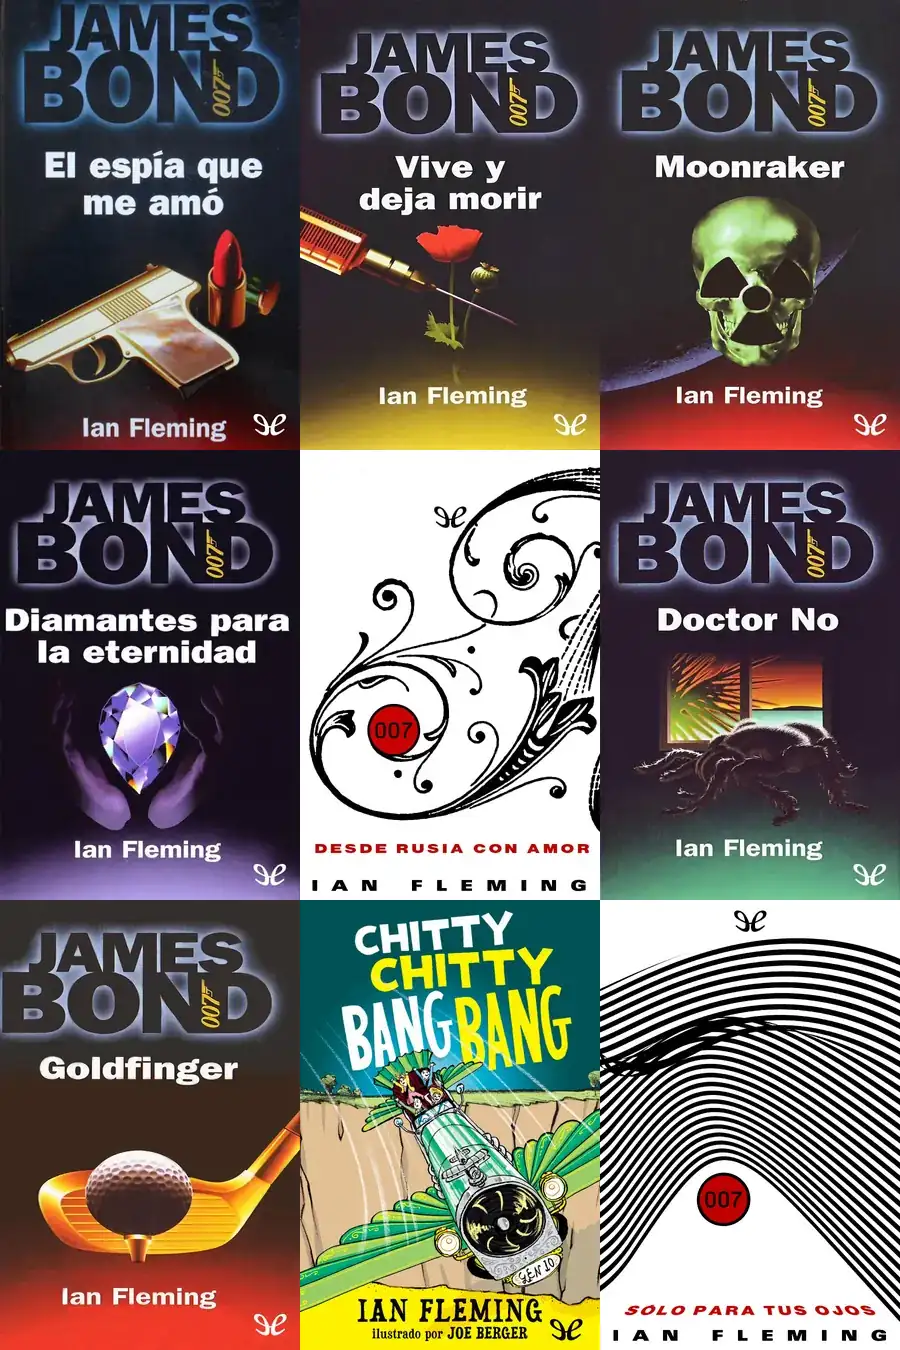 JAMES
BOND
007
El espía que
me amó
Ian Fleming
JAMES
BOND
007
Vive y
deja morir
Ian Fleming
JAMES
BOND
007
Moonraker
Ian Fleming
JAMES
BOND
007
Diamantes para
la eternidad
Ian Fleming
007
DESDE RUSIA CON AMOR
IAN FLEMING
JAMES
BOND
007
Doctor No
Ian Fleming
JAMES
BOND
007
Goldfinger
Ian Fleming
CHITTY
CHITTY
BANG BANG
GEN 10
IAN FLEMING
ilustrado por JOE BERGER
007
SÓLO PARA TUS OJOS
IAN FLEMING